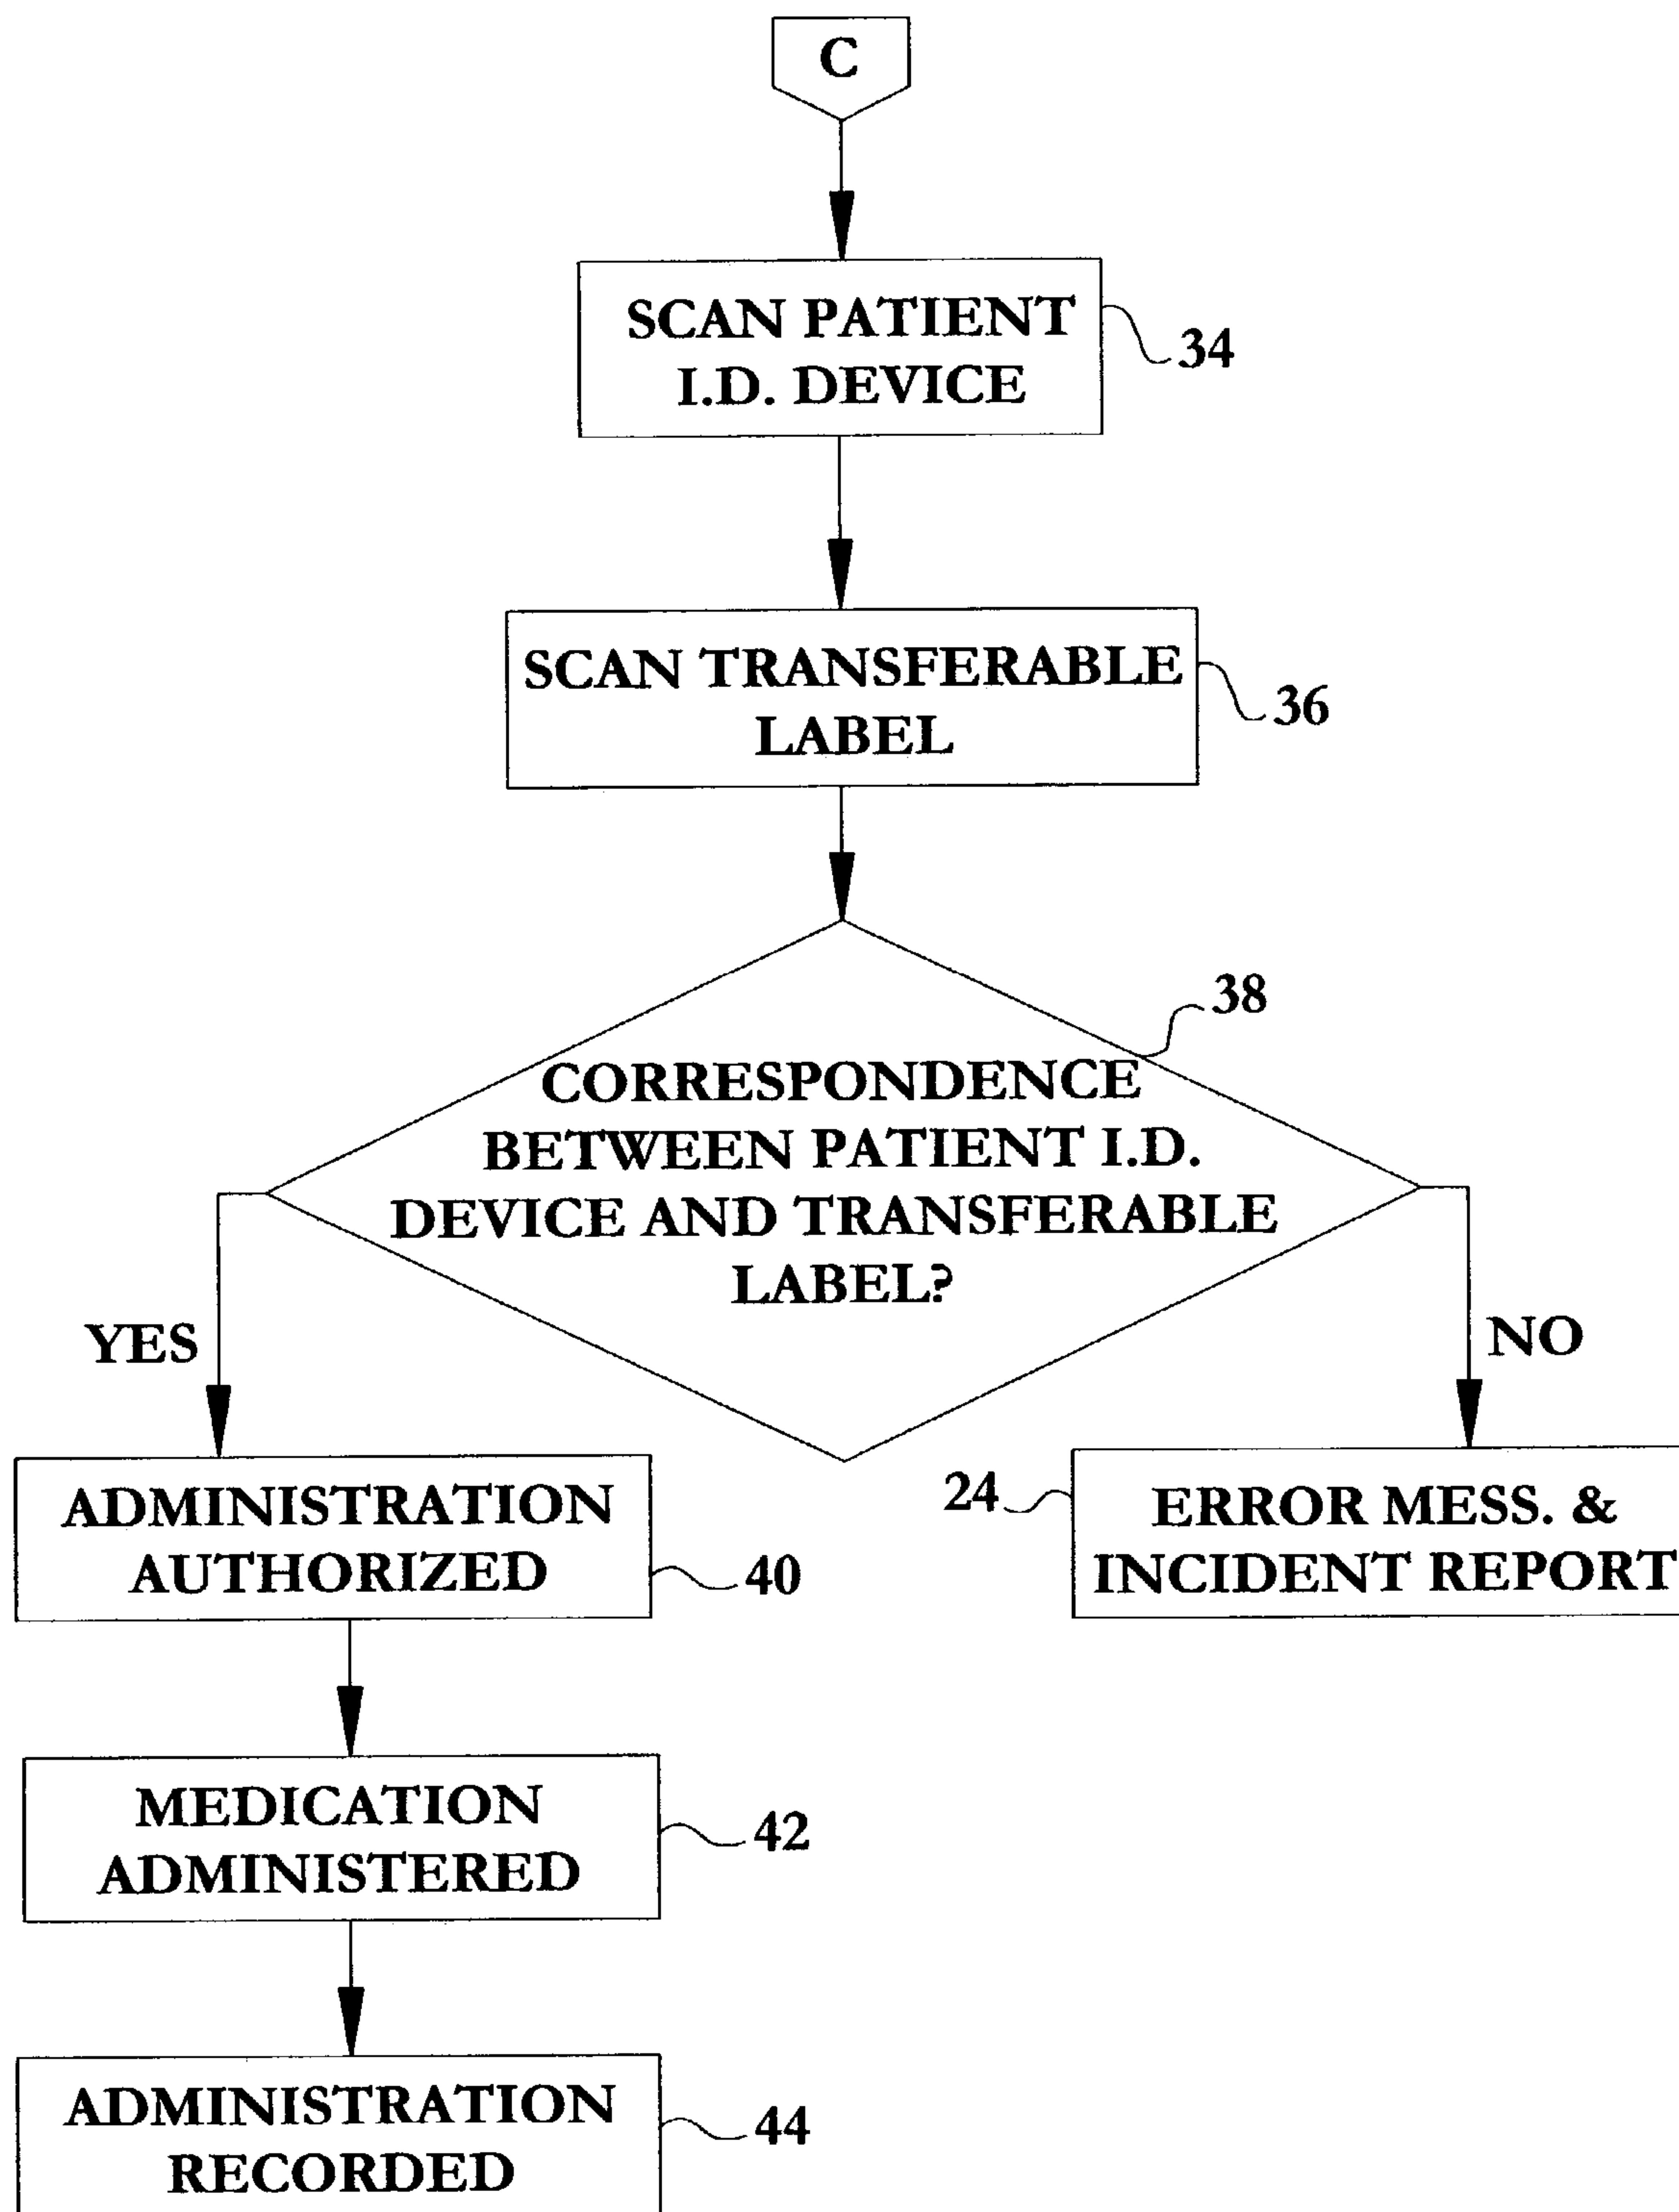 C
SCAN PATIENT
I.D. DEVICE
34
SCAN TRANSFERABLE
LABEL
36
38
CORRESPONDENCE
BETWEEN PATIENT I.D.
DEVICE AND TRANSFERABLE
LABEL?
YES
NO
ADMINISTRATION
AUTHORIZED
40
24
ERROR MESS. &
INCIDENT REPORT
MEDICATION
ADMINISTERED
42
ADMINISTRATION
RECORDED
44